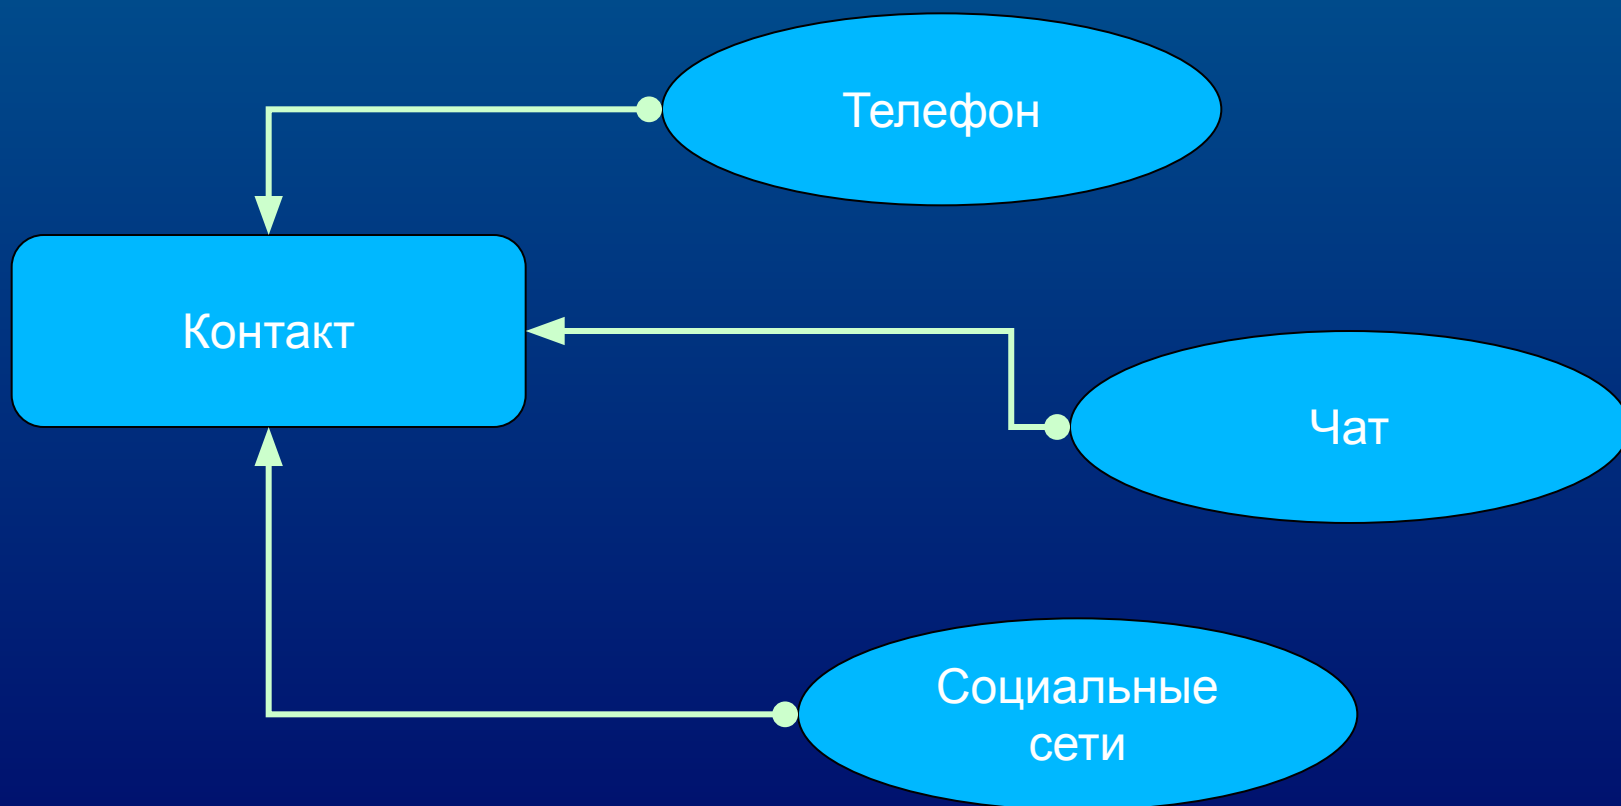 Телефон
Контакт
Чат
Социальные
сети